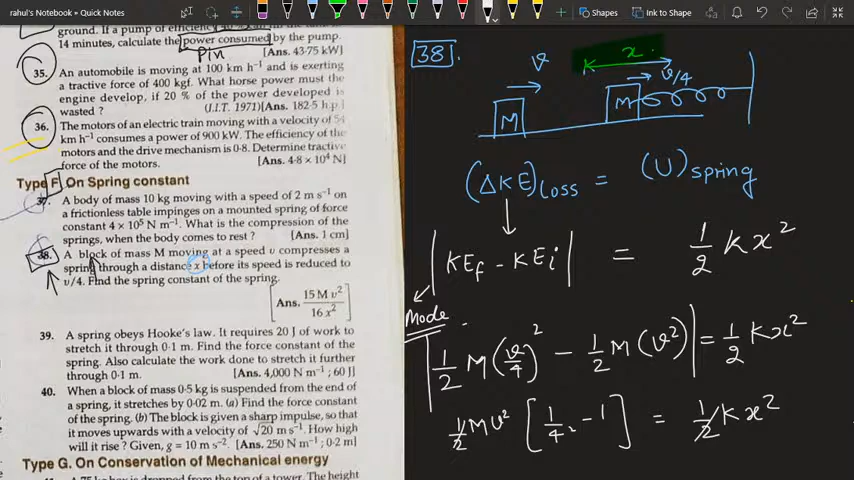 rahul's Notebook » Quick Notes
Shapes
Ink to Shape
ground. If a pump of efficiency
14 minutes, calculate the power consumed by the pump.
[Ans. 43·75 kW]
Pin
35.
An automobile is moving at 100 km h⁻¹ and is exerting
a tractive force of 400 kgf. What horse power must the
engine develop, if 20 % of the power developed is
wasted ? (I.I.T. 1971) [Ans. 182·5 h.p.]
36. The motors of an electric train moving with a velocity of 54
km h⁻¹ consumes a power of 900 kW. The efficiency of the
motors and the drive mechanism is 0·8. Determine tractive
force of the motors. [Ans. 4·8 x 10⁴ N]
Type F. On Spring constant
37. A body of mass 10 kg moving with a speed of 2 m s⁻¹ on
a frictionless table impinges on a mounted spring of force
constant 4 × 10⁵ N m⁻¹. What is the compression of the
springs, when the body comes to rest ? [Ans. 1 cm]
38. A block of mass M moving at a speed υ compresses a
spring through a distance x before its speed is reduced to
υ/4. Find the spring constant of the spring.
[Ans. 15 M υ² / 16 x²]
39. A spring obeys Hooke's law. It requires 20 J of work to
stretch it through 0·1 m. Find the force constant of the
spring. Also calculate the work done to stretch it further
through 0·1 m. [Ans. 4,000 N m⁻¹ ; 60 J]
40. When a block of mass 0·5 kg is suspended from the end of
a spring, it stretches by 0·02 m. (a) Find the force constant
of the spring. (b) The block is given a sharp impulse, so that
it moves upwards with a velocity of √20 m s⁻¹. How high
will it rise ? Given, g = 10 m s⁻². [Ans. 250 N m⁻¹ ; 0·2 m]
Type G. On Conservation of Mechanical energy
dropped from the top of a tower. The height
38.
x.
v
v/4
M
M
(ΔKE)Loss = (U)spring
|KEf - KEi| = 1/2 K x²
Mode
|1/2 M(v/4)² - 1/2 M(v²)| = 1/2 Kx²
1/2 Mv² [1/4² - 1] = 1/2 K x²